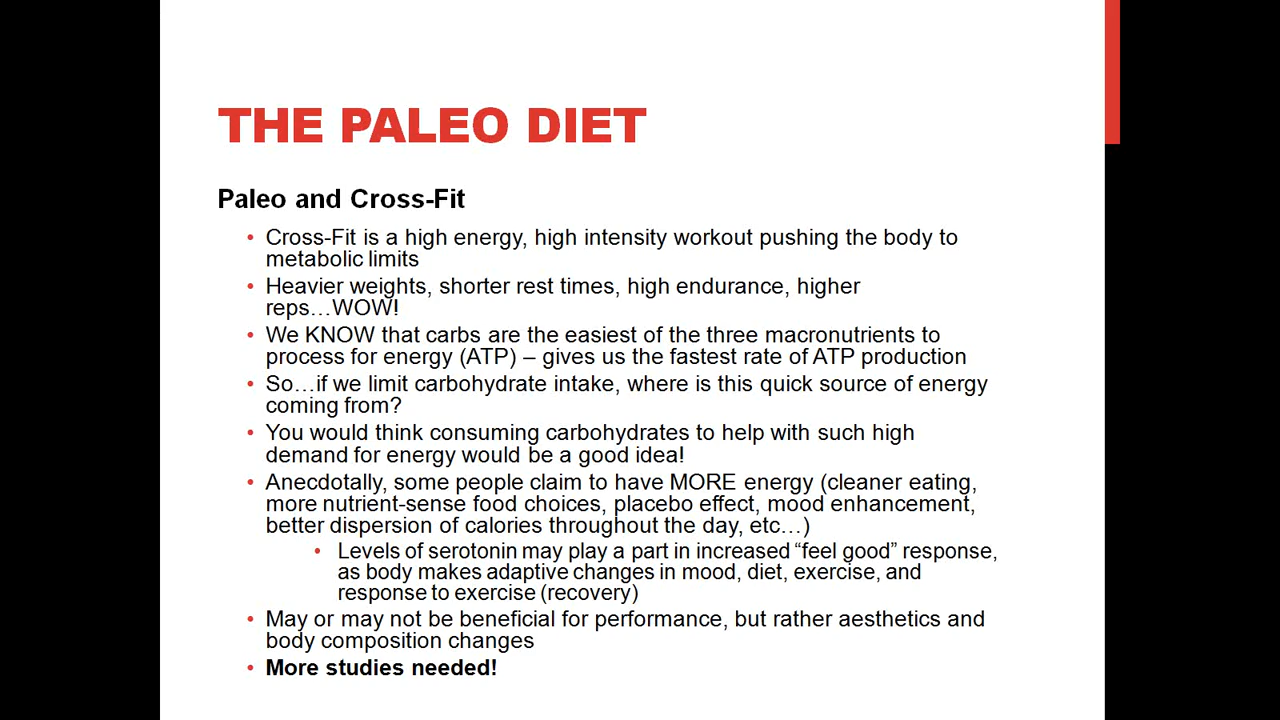 THE PALEO DIET
Paleo and Cross-Fit
• Cross-Fit is a high energy, high intensity workout pushing the body to
metabolic limits
• Heavier weights, shorter rest times, high endurance, higher
reps…WOW!
• We KNOW that carbs are the easiest of the three macronutrients to
process for energy (ATP) – gives us the fastest rate of ATP production
• So…if we limit carbohydrate intake, where is this quick source of energy
coming from?
• You would think consuming carbohydrates to help with such high
demand for energy would be a good idea!
• Anecdotally, some people claim to have MORE energy (cleaner eating,
more nutrient-sense food choices, placebo effect, mood enhancement,
better dispersion of calories throughout the day, etc…)
• Levels of serotonin may play a part in increased “feel good” response,
as body makes adaptive changes in mood, diet, exercise, and
response to exercise (recovery)
• May or may not be beneficial for performance, but rather aesthetics and
body composition changes
• More studies needed!